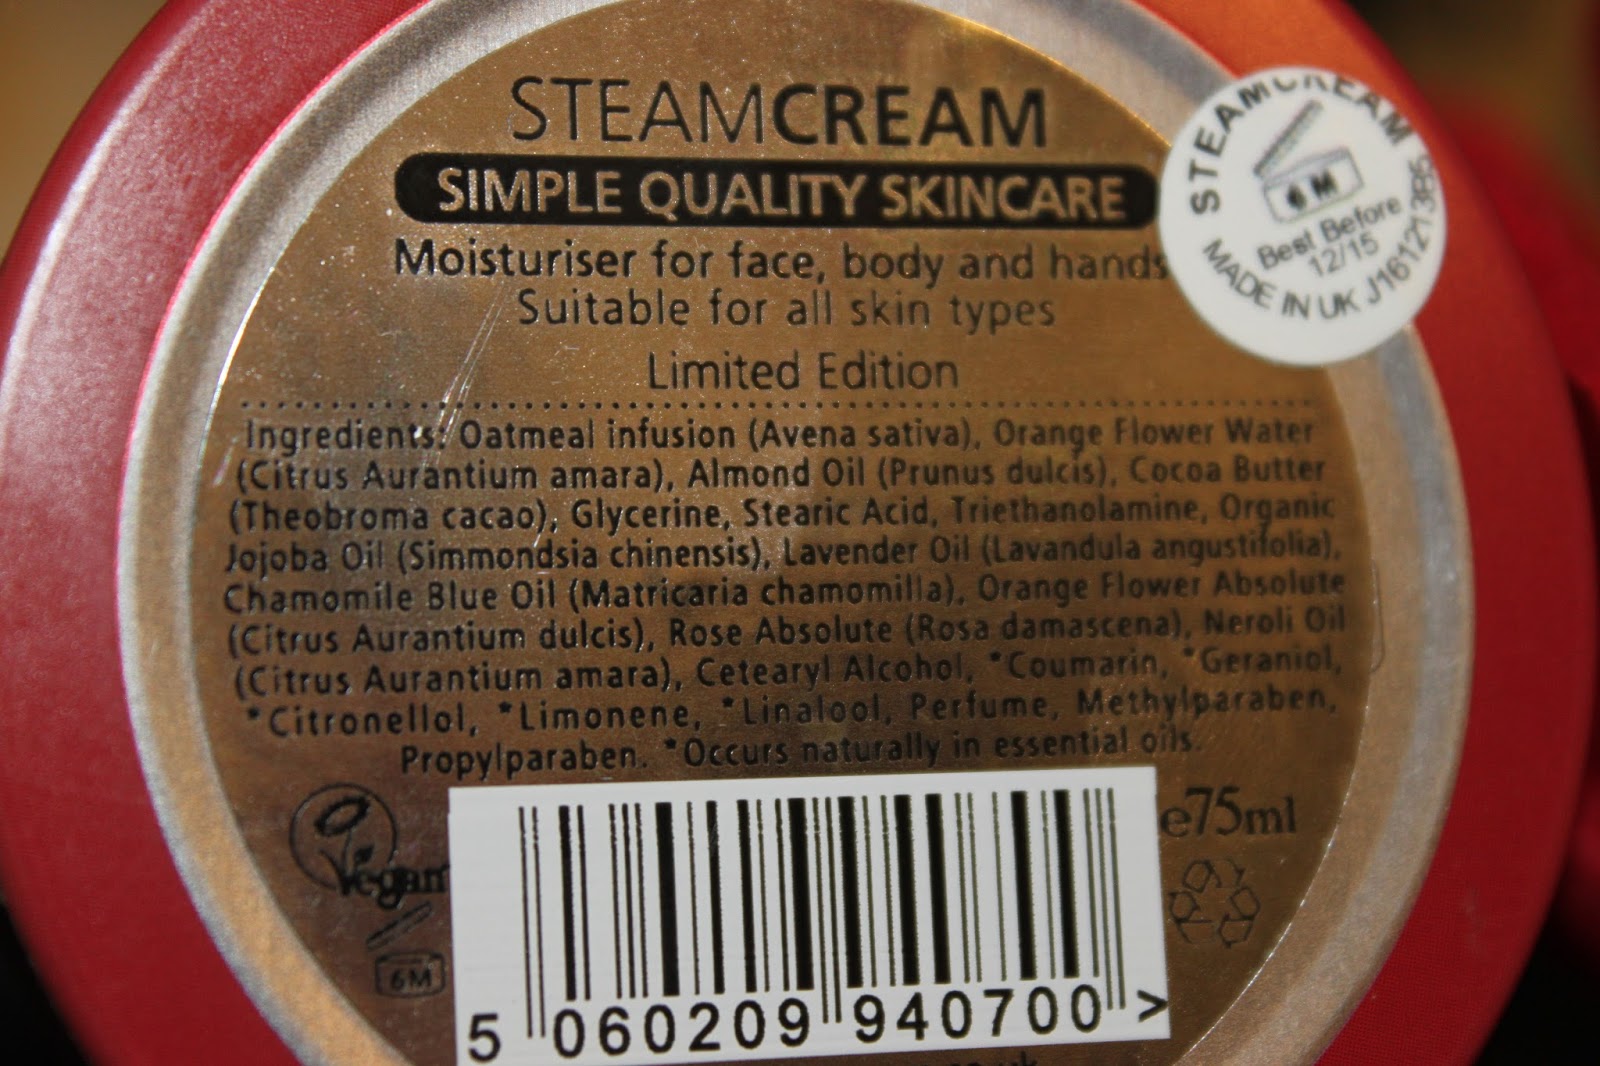 STEAMCREAM
SIMPLE QUALITY SKINCARE
Moisturiser for face, body and hands
Suitable for all skin types
Limited Edition
Ingredients: Oatmeal infusion (Avena sativa), Orange Flower Water
(Citrus Aurantium amara), Almond Oil (Prunus dulcis), Cocoa Butter
(Theobroma cacao), Glycerine, Stearic Acid, Triethanolamine, Organic
Jojoba Oil (Simmondsia chinensis), Lavender Oil (Lavandula angustifolia),
Chamomile Blue Oil (Matricaria chamomilla), Orange Flower Absolute
(Citrus Aurantium dulcis), Rose Absolute (Rosa damascena), Neroli Oil
(Citrus Aurantium amara), Cetearyl Alcohol, *Coumarin, *Geraniol,
*Citronellol, *Limonene, *Linalool, Perfume, Methylparaben,
Propylparaben. *Occurs naturally in essential oils.
Vegan
6M
e75ml
5 060209 940700 >
STEAMCREAM
6 M
Best Before
12/15
MADE IN UK